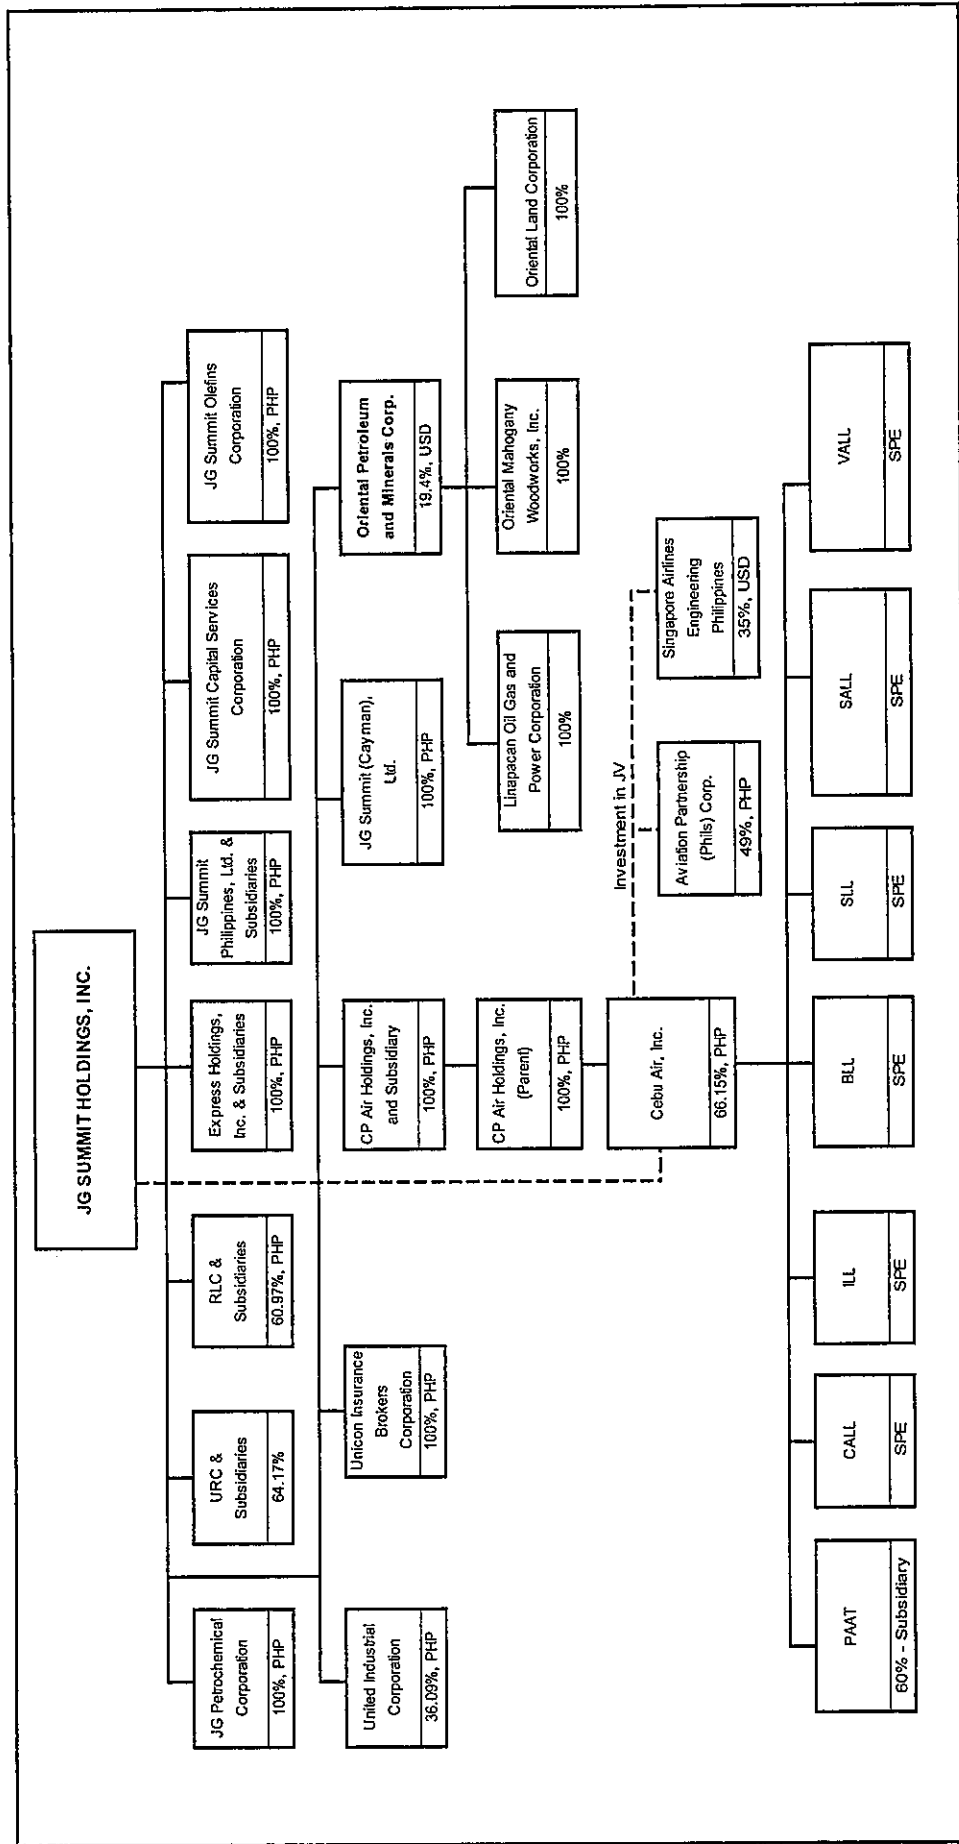 JG SUMMIT HOLDINGS, INC.
JG Petrochemical
Corporation
100%, PHP
URC &
Subsidiaries
64.17%
RLC &
Subsidiaries
60.97%, PHP
Express Holdings,
Inc. & Subsidiaries
100%, PHP
JG Summit
Philippines, Ltd. &
Subsidiaries
100%, PHP
JG Summit Capital Services
Corporation
100%, PHP
JG Summit Olefins
Corporation
100%, PHP
United Industrial
Corporation
36.09%, PHP
Unicon Insurance
Brokers
Corporation
100%, PHP
CP Air Holdings, Inc.
and Subsidiary
100%, PHP
JG Summit (Cayman),
Ltd.
100%, PHP
Oriental Petroleum
and Minerals Corp.
19.4%, USD
CP Air Holdings, Inc.
(Parent)
100%, PHP
Linapacan Oil Gas and
Power Corporation
100%
Oriental Mahogany
Woodworks, Inc.
100%
Oriental Land Corporation
100%
Cebu Air, Inc.
66.15%, PHP
Investment in JV
Aviation Partnership
(Phils) Corp.
49%, PHP
Singapore Airlines
Engineering
Philippines
35%, USD
PAAT
60% - Subsidiary
CALL
SPE
ILL
SPE
BLL
SPE
SLL
SPE
SALL
SPE
VALL
SPE